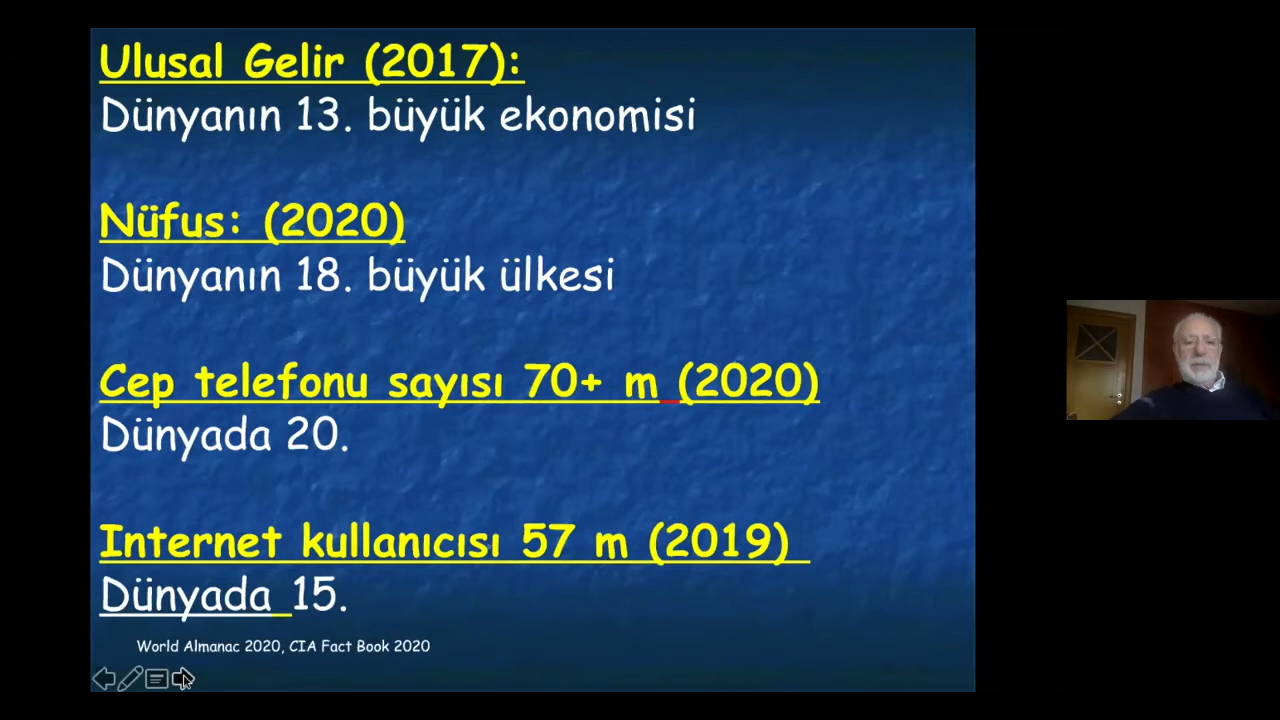 Ulusal Gelir (2017):
Dünyanın 13. büyük ekonomisi
Nüfus: (2020)
Dünyanın 18. büyük ülkesi
Cep telefonu sayısı 70+ m (2020)
Dünyada 20.
Internet kullanıcısı 57 m (2019)
Dünyada 15.
World Almanac 2020, CIA Fact Book 2020